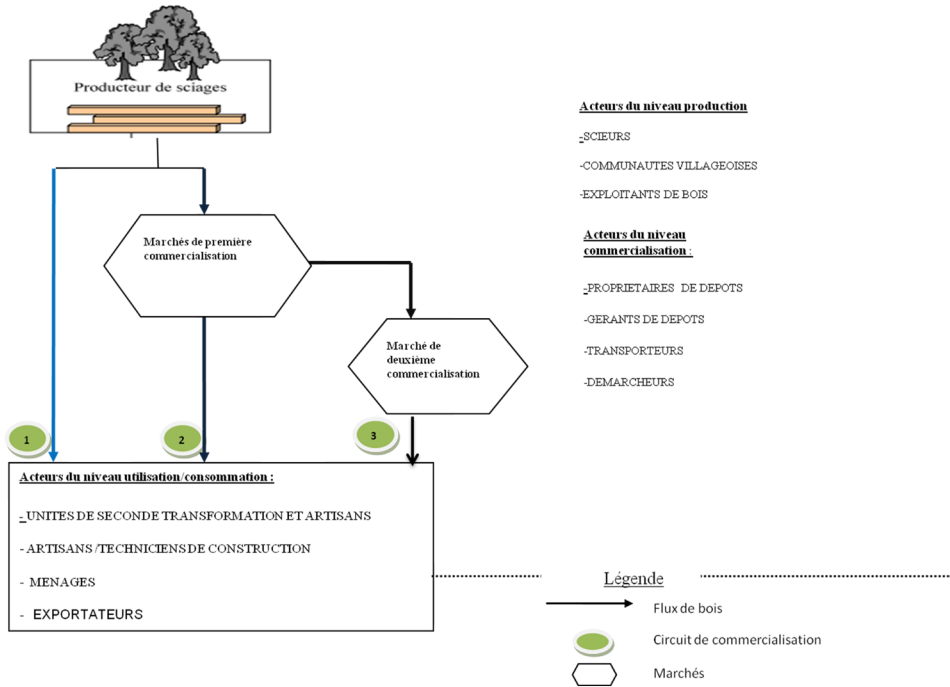 Producteur de sciages
Marchés de première
commercialisation
Marché de
deuxième
commercialisation
1
2
3
Acteurs du niveau utilisation/consommation :
- UNITES DE SECONDE TRANSFORMATION ET ARTISANS
- ARTISANS /TECHNICIENS DE CONSTRUCTION
- MENAGES
- EXPORTATEURS
Acteurs du niveau production
-SCIEURS
-COMMUNAUTES VILLAGEOISES
-EXPLOITANTS DE BOIS
Acteurs du niveau
commercialisation :
-PROPRIETAIRES DE DEPOTS
-GERANTS DE DEPOTS
-TRANSPORTEURS
-DEMARCHEURS
Légende
Flux de bois
Circuit de commercialisation
Marchés